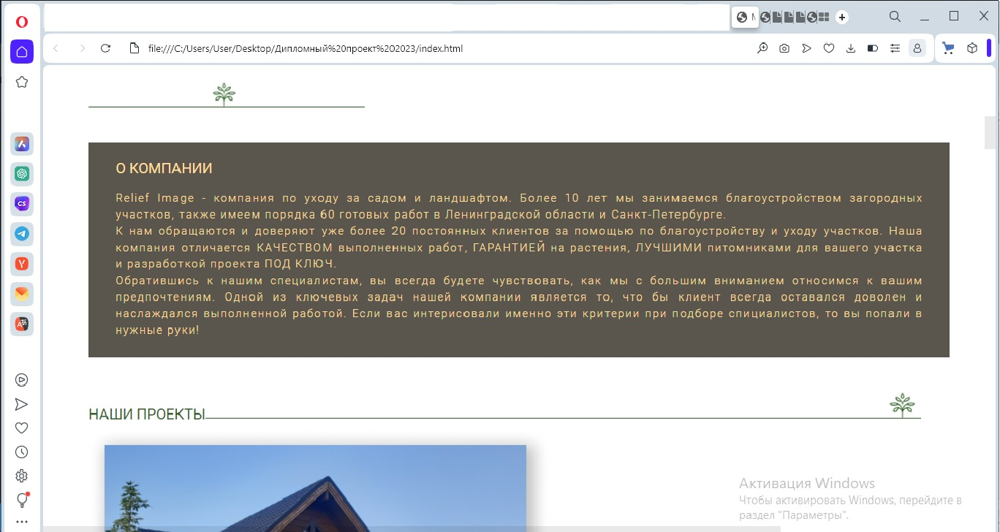 file:///C:/Users/User/Desktop/Дипломный%20проект%202023/index.html
О КОМПАНИИ
Relief Image - компания по уходу за садом и ландшафтом. Более 10 лет мы занимаемся благоустройством загородных
участков, также имеем порядка 60 готовых работ в Ленинградской области и Санкт-Петербурге.
К нам обращаются и доверяют уже более 20 постоянных клиентов за помощью по благоустройству и уходу участков. Наша
компания отличается КАЧЕСТВОМ выполненных работ, ГАРАНТИЕЙ на растения, ЛУЧШИМИ питомниками для вашего участка
и разработкой проекта ПОД КЛЮЧ.
Обратившись к нашим специалистам, вы всегда будете чувствовать, как мы с большим вниманием относимся к вашим
предпочтениям. Одной из ключевых задач нашей компании является то, что бы клиент всегда оставался доволен и
наслаждался выполненной работой. Если вас интерисовали именно эти критерии при подборе спициалистов, то вы попали в
нужные руки!
НАШИ ПРОЕКТЫ
Активация Windows
Чтобы активировать Windows, перейдите в
раздел "Параметры".